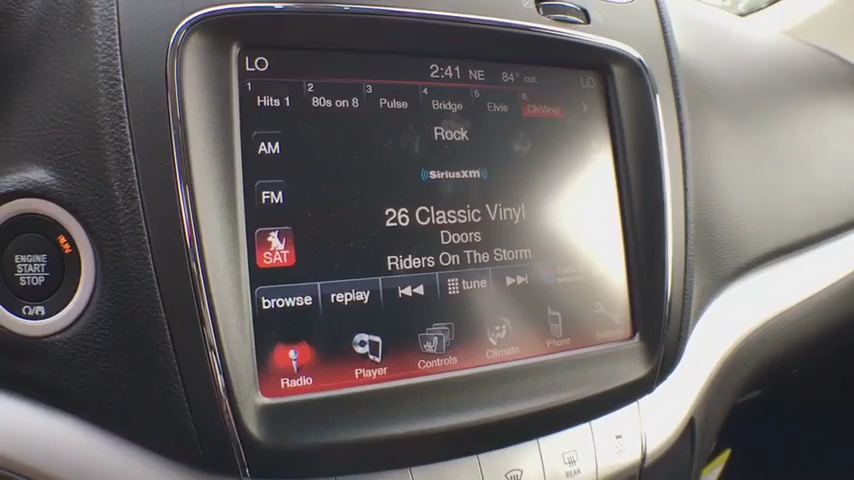 LO 2:41 NE 84° out. LO
1 Hits 1 2 80s on 8 3 Pulse 4 Bridge 5 Elvis 6 ClsVinyl
Rock
AM
SiriusXM
FM
26 Classic Vinyl
Doors
SAT
Riders On The Storm
browse replay tune
Radio Player Controls Climate Phone
ENGINE
START
STOP
RUN
REAR